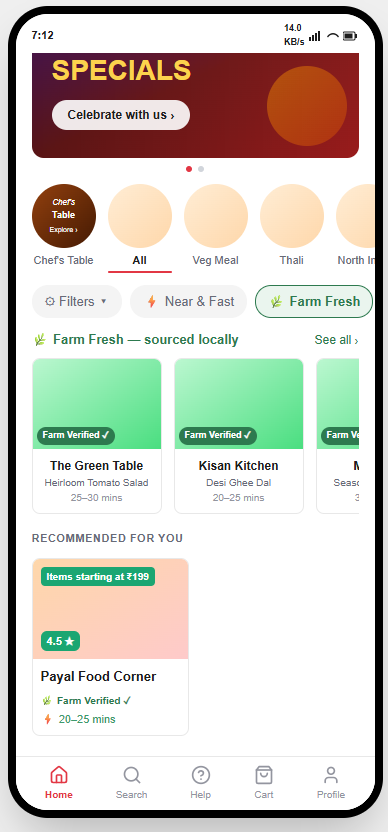 7:12
14.0
KB/s
SPECIALS
Celebrate with us ›
Chef's
Table
Explore ›
Chef's Table
All
Veg Meal
Thali
North In
Filters ▼
Near & Fast
Farm Fresh
Farm Fresh — sourced locally
See all ›
Farm Verified ✓
Farm Verified ✓
Farm Ve
The Green Table
Kisan Kitchen
M
Heirloom Tomato Salad
Desi Ghee Dal
Seaso
25–30 mins
20–25 mins
3
RECOMMENDED FOR YOU
Items starting at ₹199
4.5 ★
Payal Food Corner
Farm Verified ✓
20–25 mins
Home
Search
Help
Cart
Profile